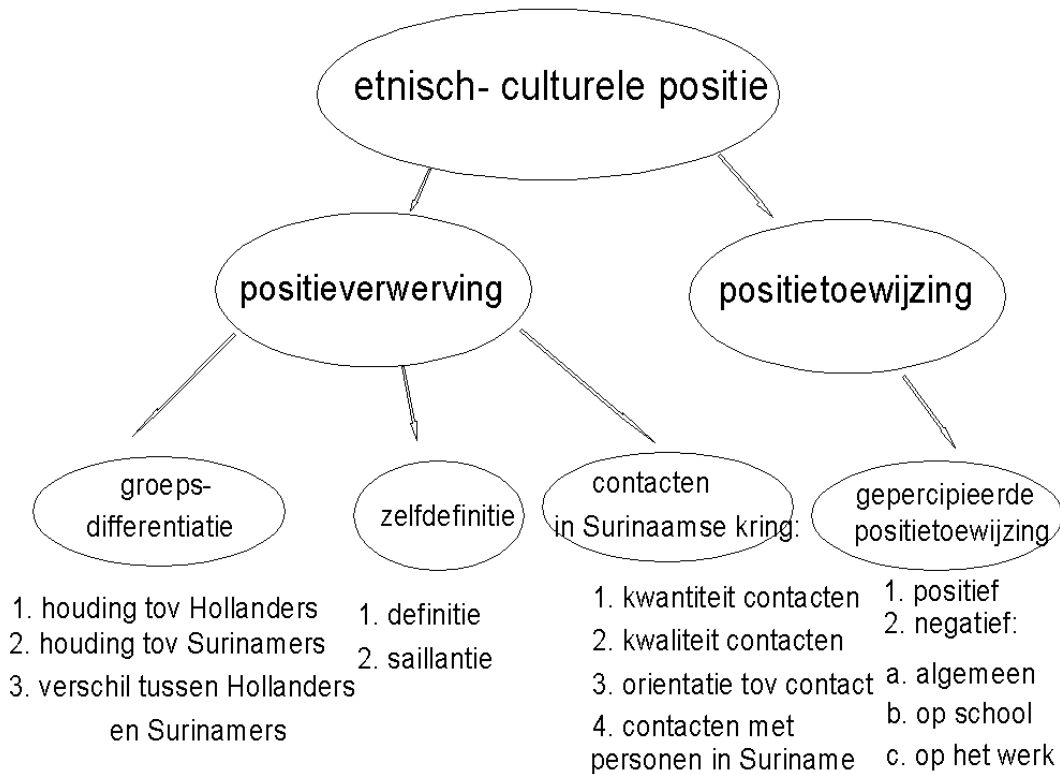 etnisch- culturele positie
positieverwerving
positietoewijzing
groeps-
differentiatie
1. houding tov Hollanders
2. houding tov Surinamers
3. verschil tussen Hollanders
en Surinamers
zelfdefinitie
1. definitie
2. saillantie
contacten
in Surinaamse kring:
1. kwantiteit contacten
2. kwaliteit contacten
3. orientatie tov contact
4. contacten met
personen in Suriname
gepercipieerde
positietoewijzing
1. positief
2. negatief:
a. algemeen
b. op school
c. op het werk